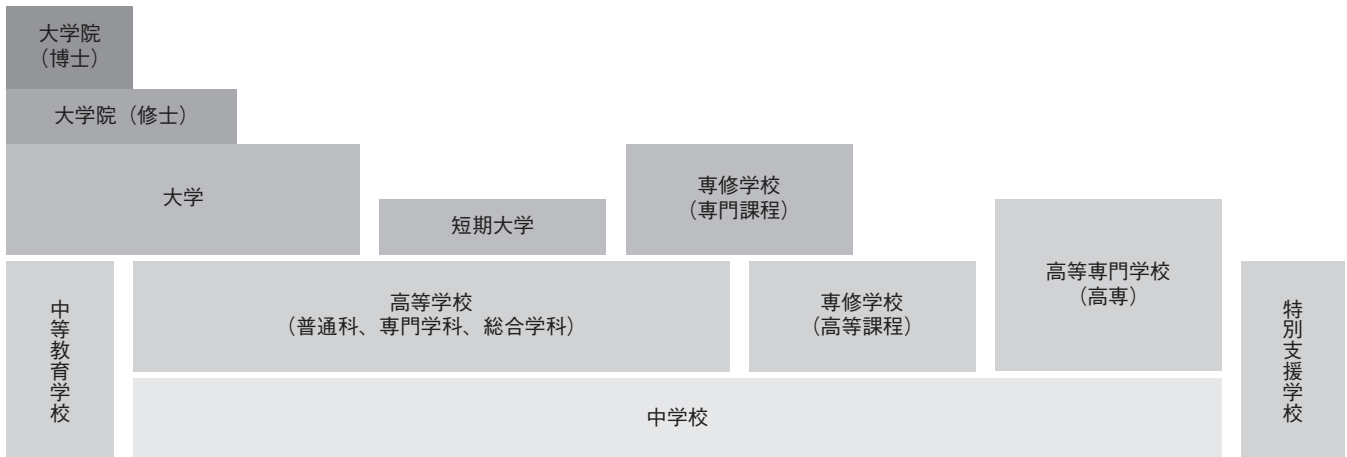 大学院
（博士）
大学院（修士）
大学
短期大学
専修学校
（専門課程）
高等専門学校
（高専）
中等教育学校
高等学校
（普通科、専門学科、総合学科）
専修学校
（高等課程）
特別支援学校
中学校